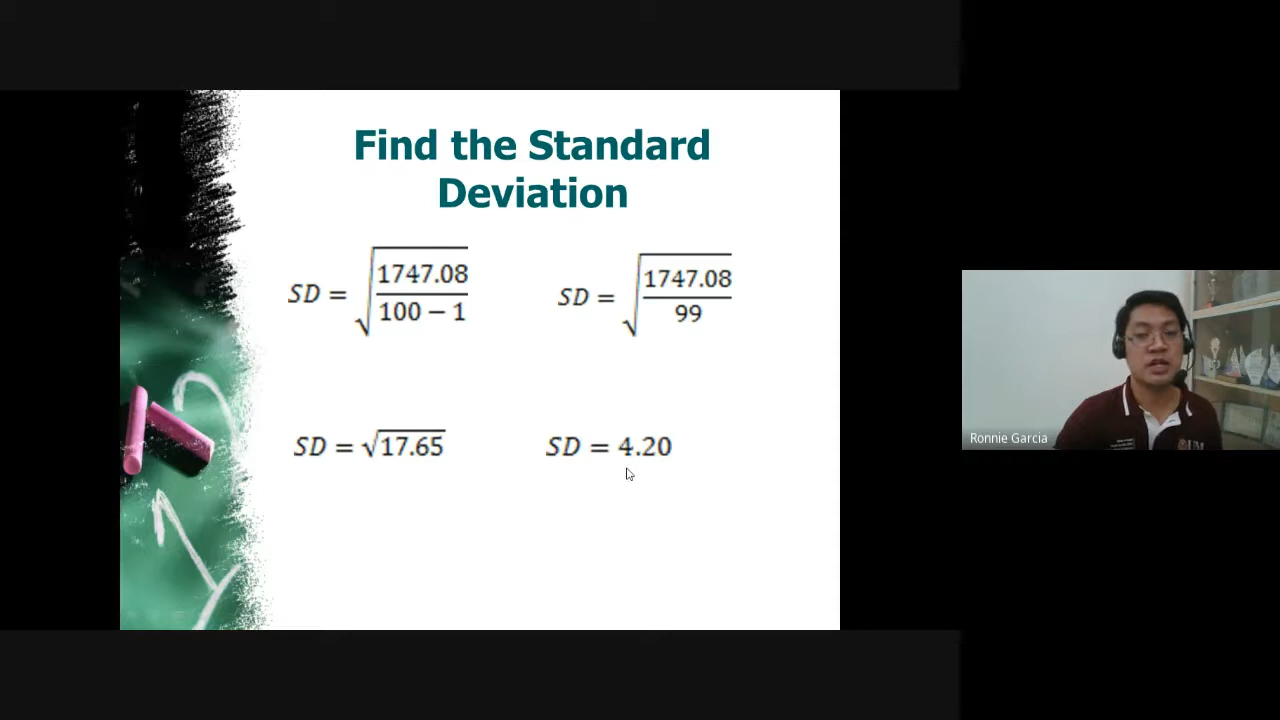 Find the Standard
Deviation
SD = √(1747.08 / 100 − 1)
SD = √(1747.08 / 99)
SD = √17.65
SD = 4.20
Ronnie Garcia